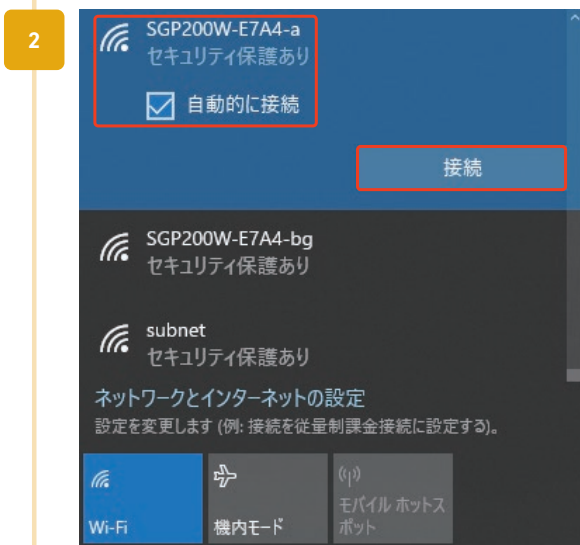 2
SGP200W-E7A4-a
セキュリティ保護あり
自動的に接続
接続
SGP200W-E7A4-bg
セキュリティ保護あり
subnet
セキュリティ保護あり
ネットワークとインターネットの設定
設定を変更します (例: 接続を従量制課金接続に設定する)。
Wi-Fi
機内モード
モバイル ホットス
ポット